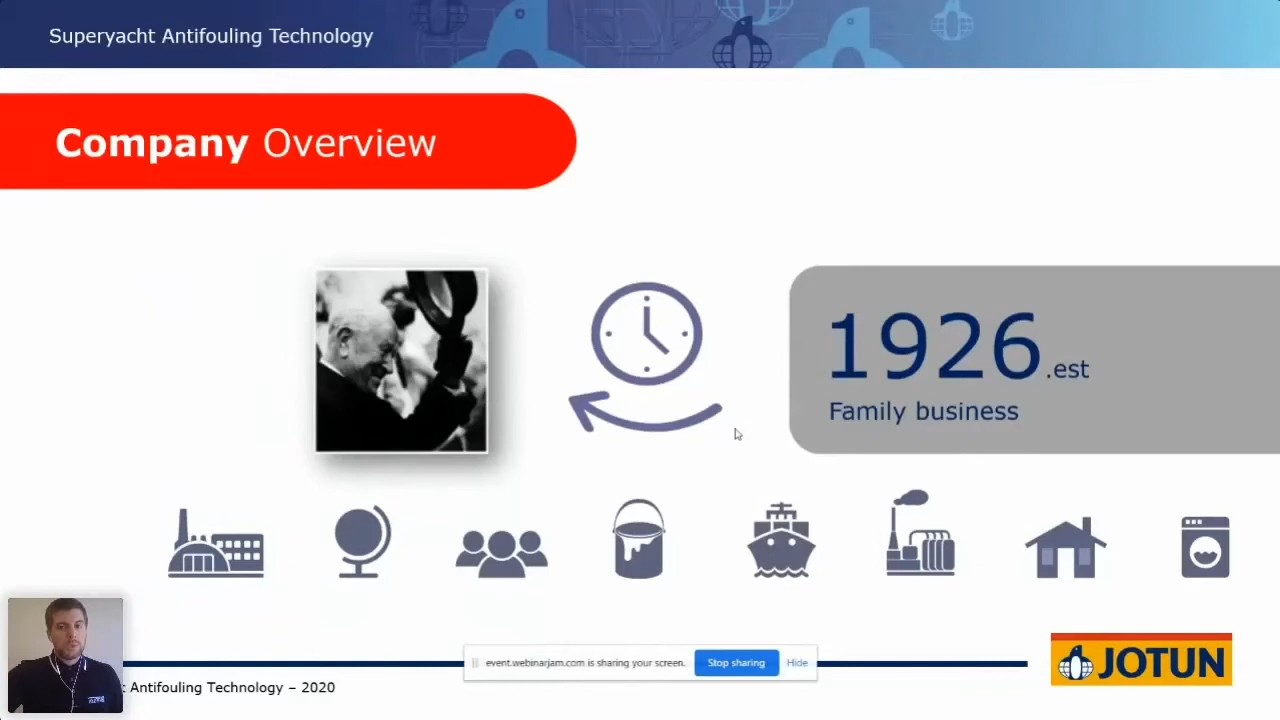 Superyacht Antifouling Technology
Company Overview
1926.est
Family business
event.webinarjam.com is sharing your screen. Stop sharing Hide
JOTUN
t Antifouling Technology – 2020